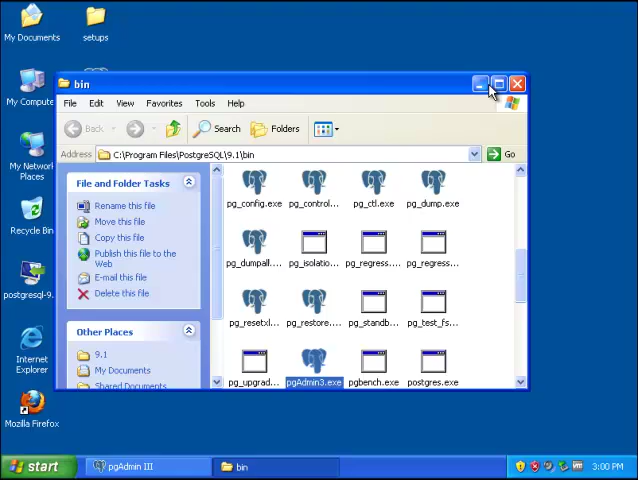 My Documents
setups
My Compute
My Network
Places
Recycle Bin
postgresql-9.
Internet
Explorer
Mozilla Firefox
bin
File
Edit
View
Favorites
Tools
Help
Back
Search
Folders
Address
C:\Program Files\PostgreSQL\9.1\bin
Go
File and Folder Tasks
Rename this file
Move this file
Copy this file
Publish this file to the
Web
E-mail this file
Delete this file
Other Places
9.1
My Documents
Shared Documents
pg_config.exe
pg_control...
pg_ctl.exe
pg_dump.exe
pg_dumpall....
pg_isolatio...
pg_regress....
pg_regress...
pg_resetxl...
pg_restore....
pg_standb...
pg_test_fs...
pg_upgrad...
pgAdmin3.exe
pgbench.exe
postgres.exe
start
pgAdmin III
bin
3:00 PM